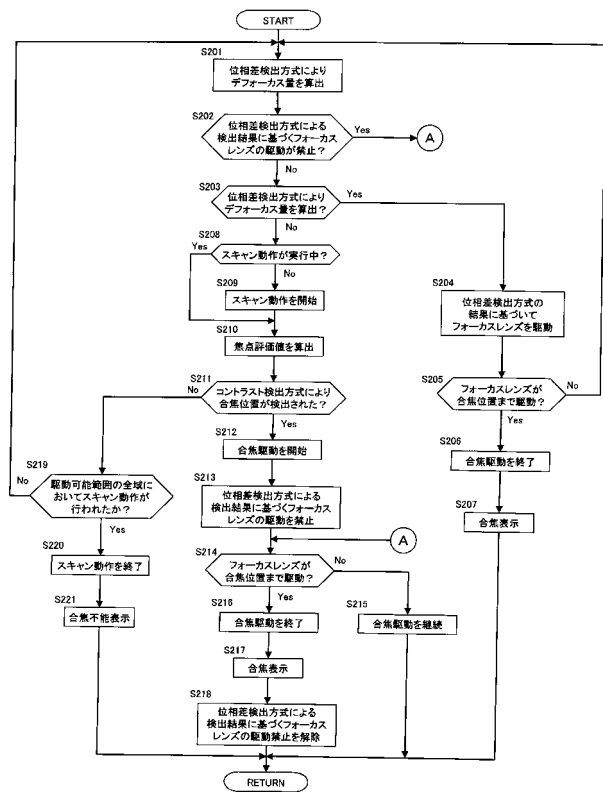 START
S201
位相差検出方式により
デフォーカス量を算出
S202
位相差検出方式による
検出結果に基づくフォーカス
レンズの駆動が禁止?
Yes
A
No
S203
位相差検出方式により
デフォーカス量を算出?
Yes
No
S208
Yes
スキャン動作が実行中?
No
S209
スキャン動作を開始
S210
焦点評価値を算出
S204
位相差検出方式の
結果に基づいて
フォーカスレンズを駆動
S205
フォーカスレンズが
合焦位置まで駆動?
No
Yes
S206
合焦駆動を終了
S207
合焦表示
S211
No
コントラスト検出方式により
合焦位置が検出された?
Yes
S212
合焦駆動を開始
S213
位相差検出方式による
検出結果に基づくフォーカス
レンズの駆動を禁止
A
S219
No
駆動可能範囲の全域に
おいてスキャン動作が
行われたか?
Yes
S220
スキャン動作を終了
S221
合焦不能表示
S214
フォーカスレンズが
合焦位置まで駆動?
No
Yes
S215
合焦駆動を継続
S216
合焦駆動を終了
S217
合焦表示
S218
位相差検出方式による
検出結果に基づくフォーカス
レンズの駆動禁止を解除
RETURN